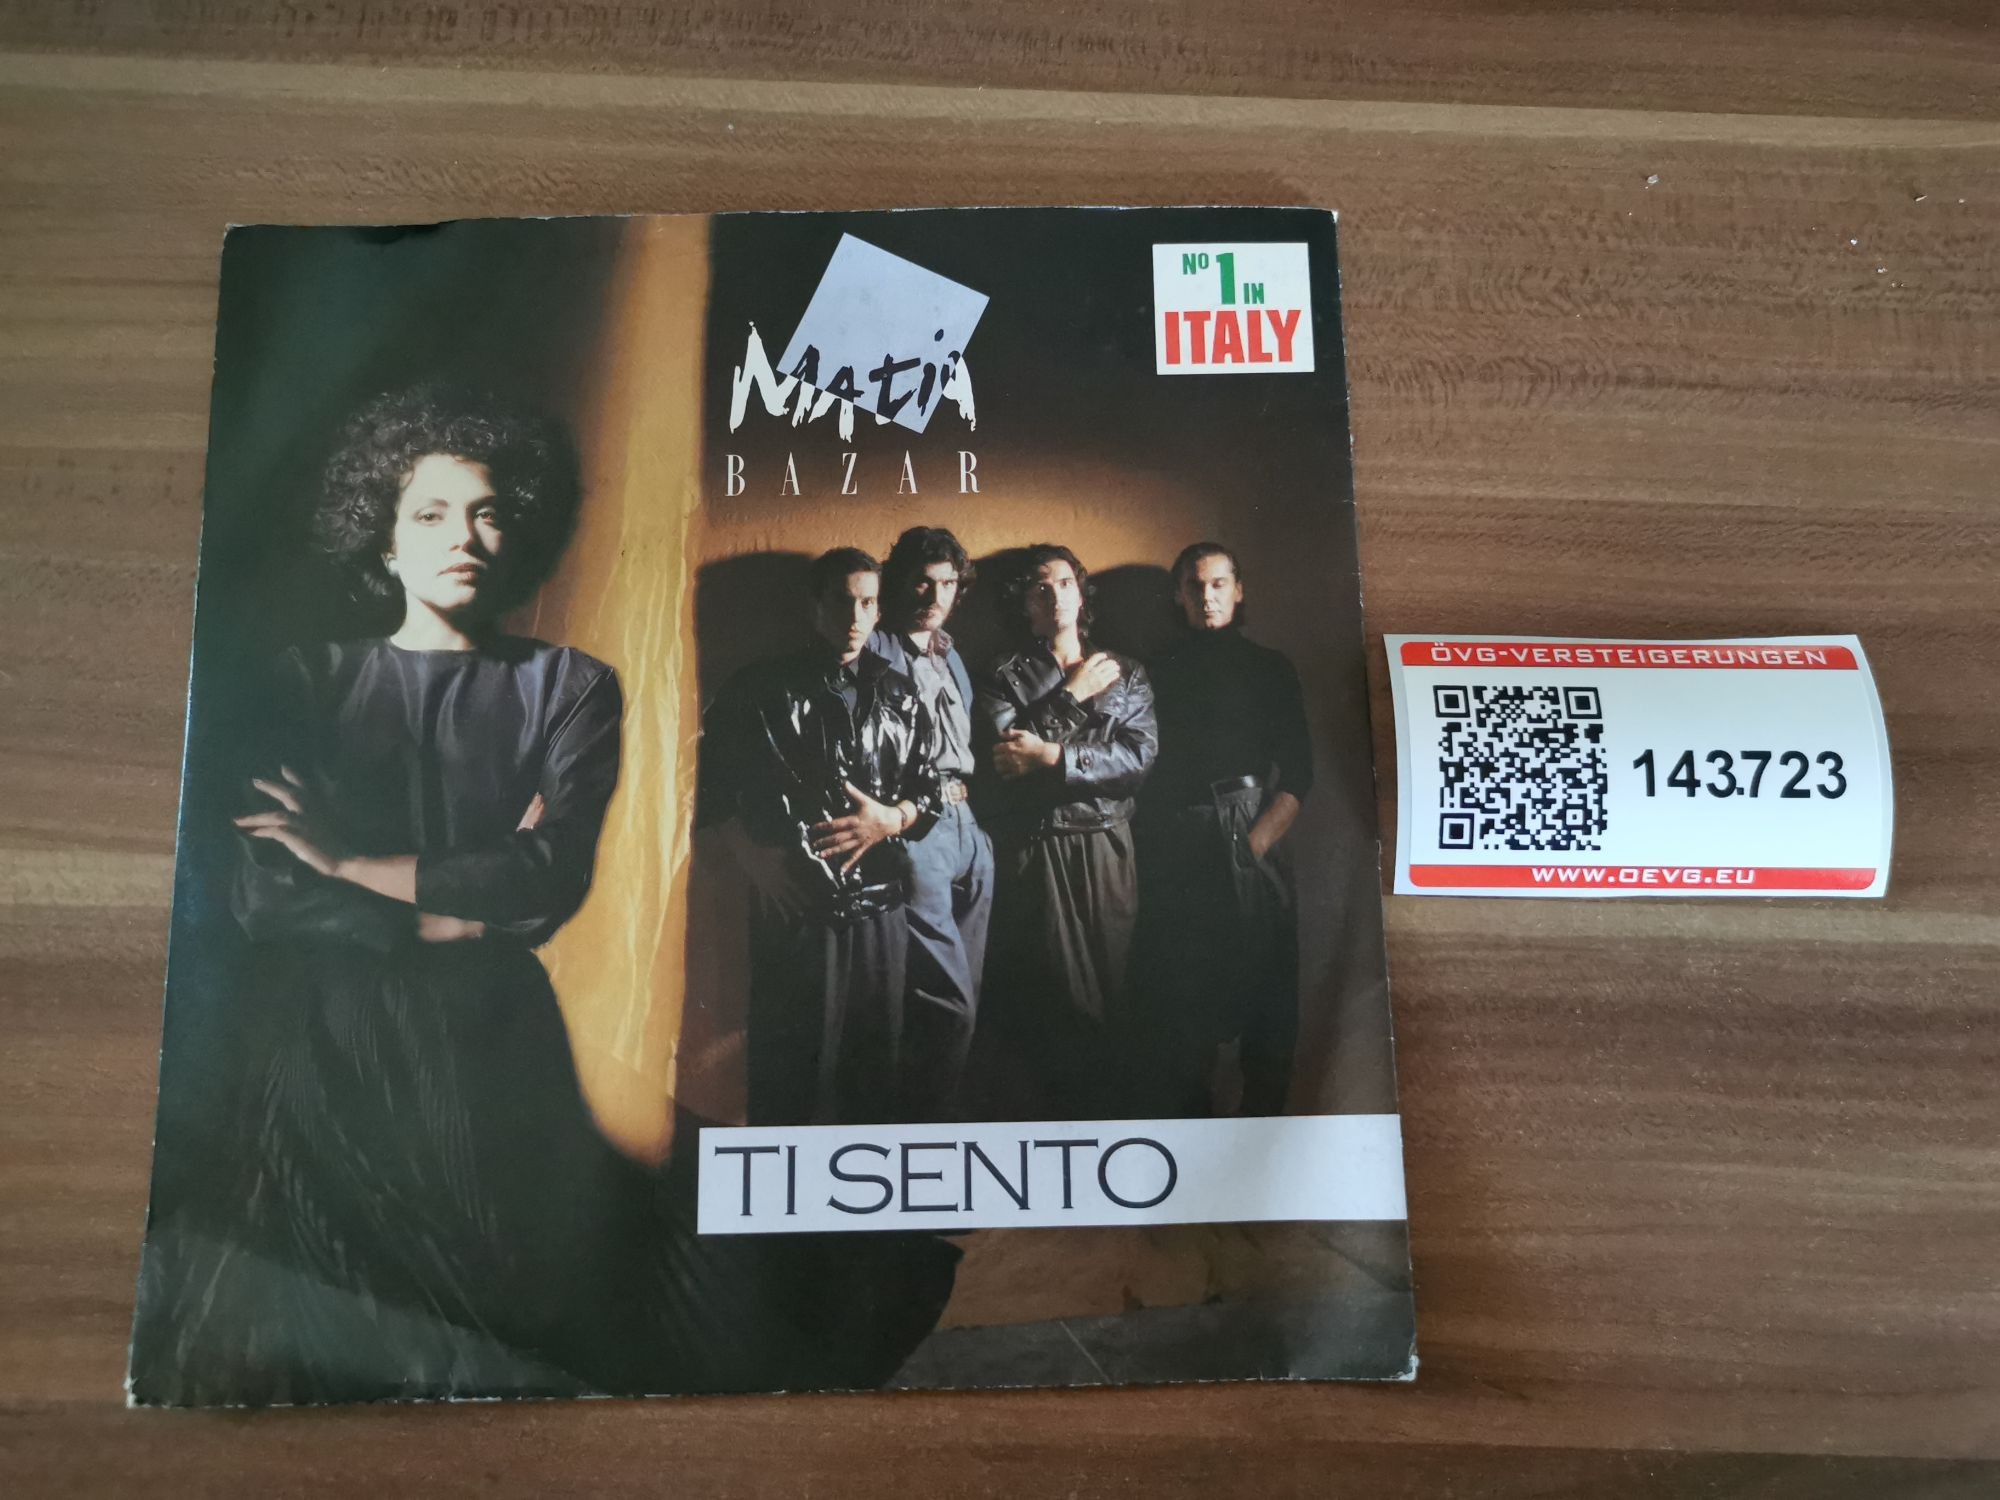 Matia
BAZAR
Nº 1 IN
ITALY
TI SENTO
ÖVG-VERSTEIGERUNGEN
143.723
WWW.OEVG.EU